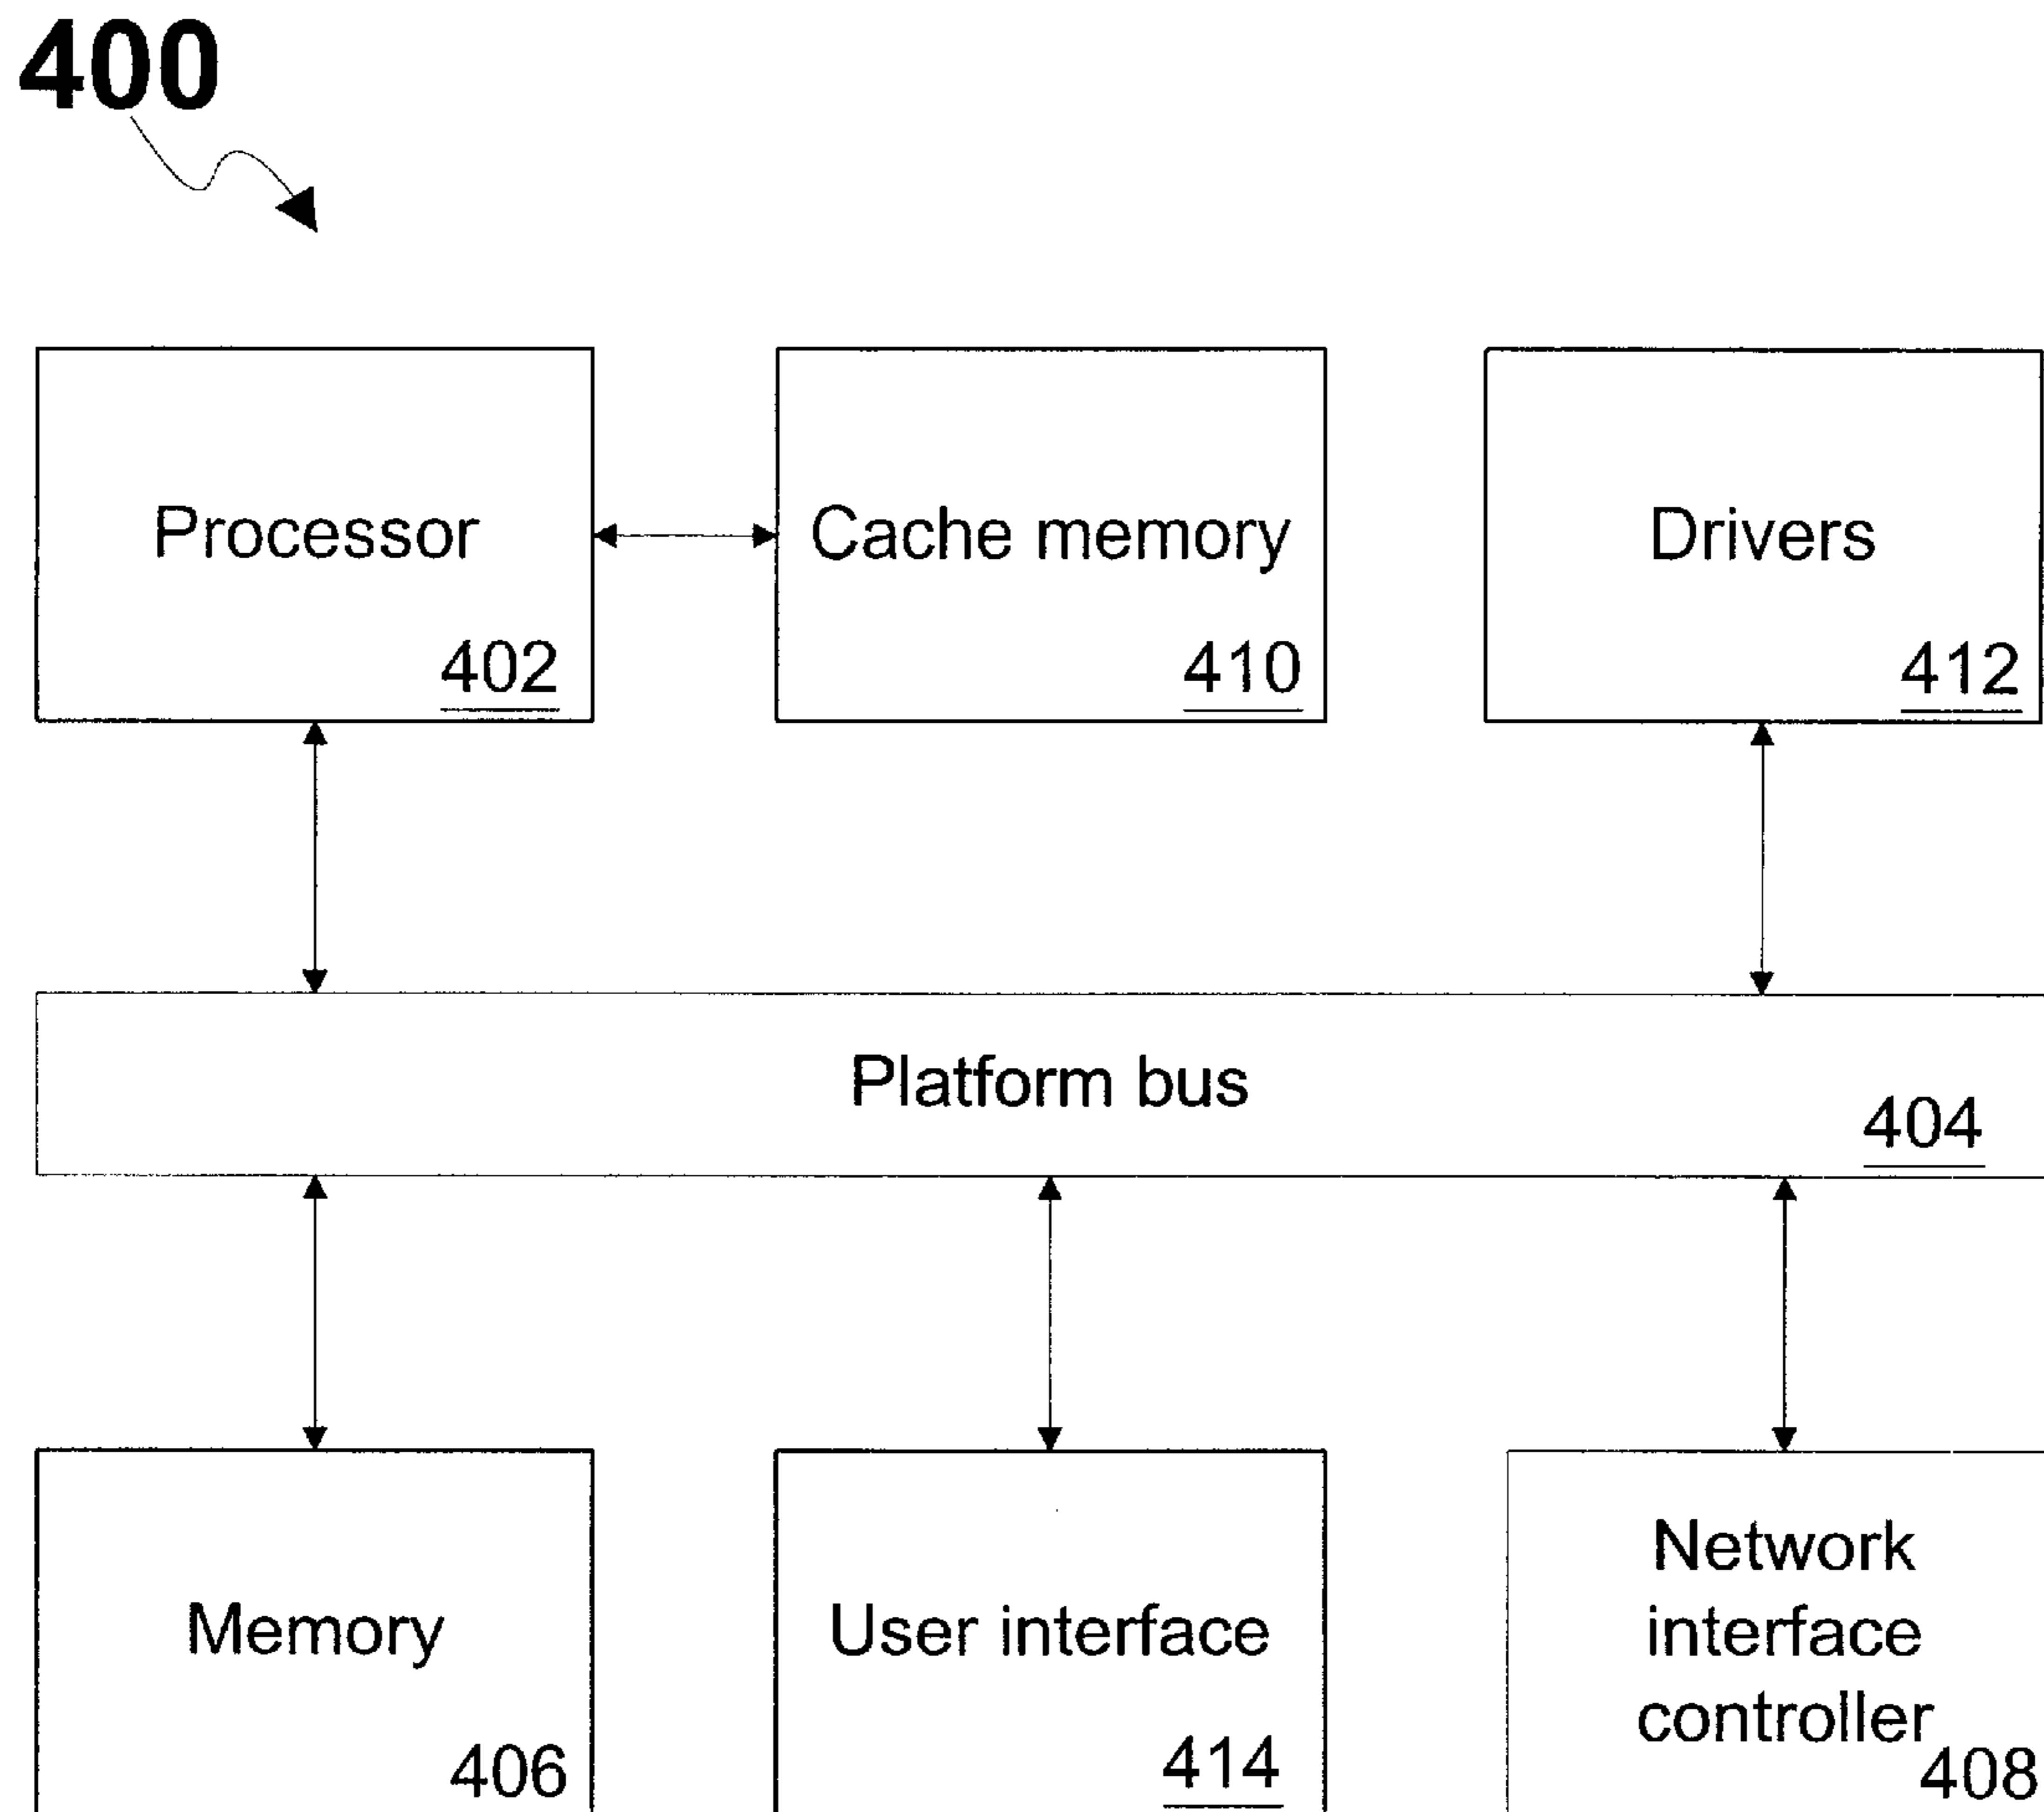 400
Processor
402
Cache memory
410
Drivers
412
Platform bus
404
Memory
406
User interface
414
Network
interface
controller
408